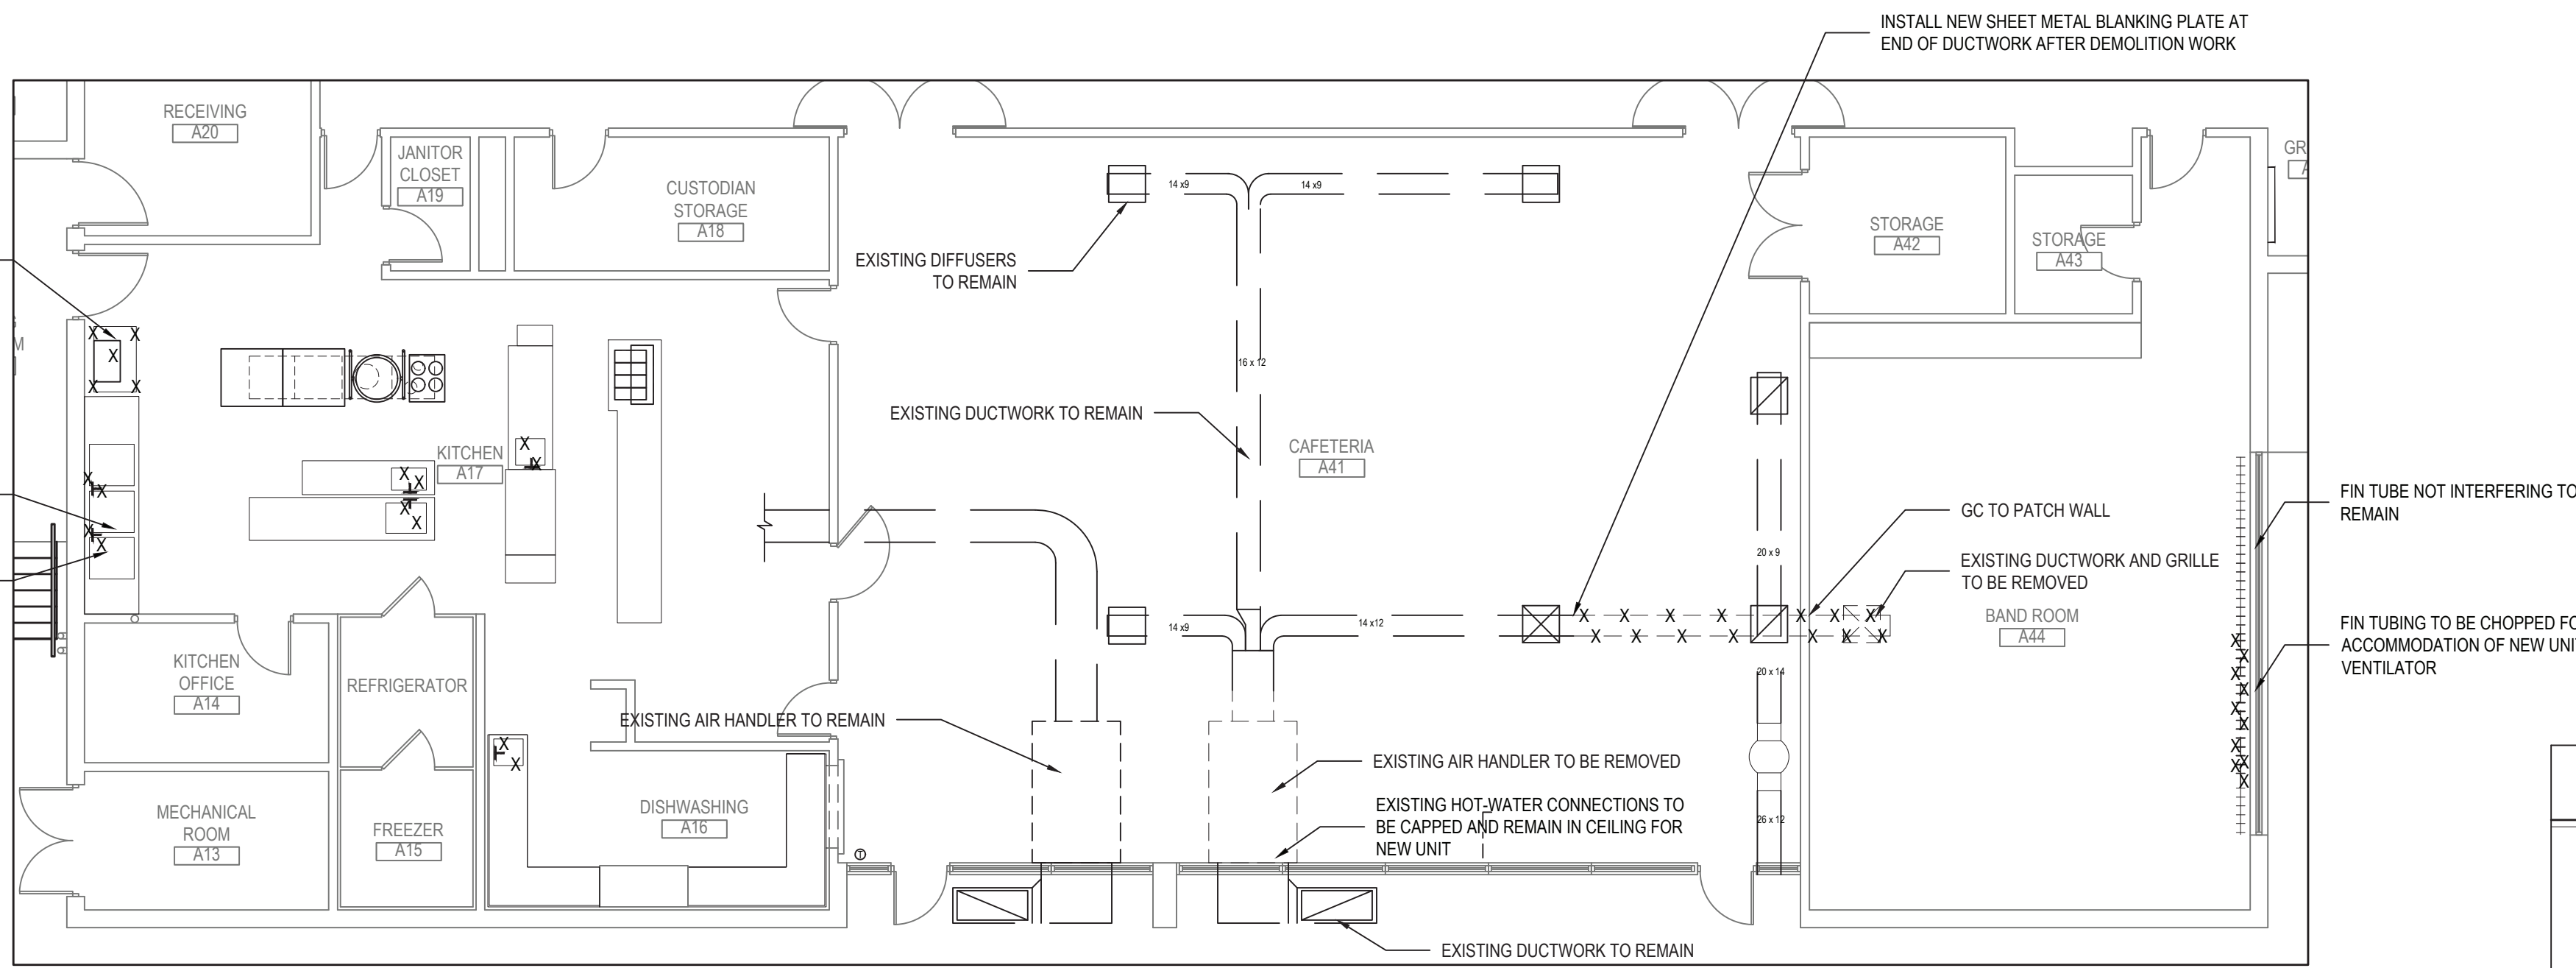 INSTALL NEW SHEET METAL BLANKING PLATE AT
END OF DUCTWORK AFTER DEMOLITION WORK
RECEIVING
A20
JANITOR
CLOSET
A19
CUSTODIAN
STORAGE
A18
14 x9
14 x9
EXISTING DIFFUSERS
TO REMAIN
STORAGE
A42
STORAGE
A43
GR
M
16 x 12
EXISTING DUCTWORK TO REMAIN
KITCHEN
A17
CAFETERIA
A41
FIN TUBE NOT INTERFERING TO
REMAIN
GC TO PATCH WALL
20 x 9
EXISTING DUCTWORK AND GRILLE
TO BE REMOVED
BAND ROOM
A44
14 x9
14 x12
FIN TUBING TO BE CHOPPED FO
ACCOMMODATION OF NEW UNI
VENTILATOR
KITCHEN
OFFICE
A14
REFRIGERATOR
20 x 14
EXISTING AIR HANDLER TO REMAIN
EXISTING AIR HANDLER TO BE REMOVED
MECHANICAL
ROOM
A13
FREEZER
A15
DISHWASHING
A16
EXISTING HOT-WATER CONNECTIONS TO
BE CAPPED AND REMAIN IN CEILING FOR
NEW UNIT
26 x 12
T
EXISTING DUCTWORK TO REMAIN